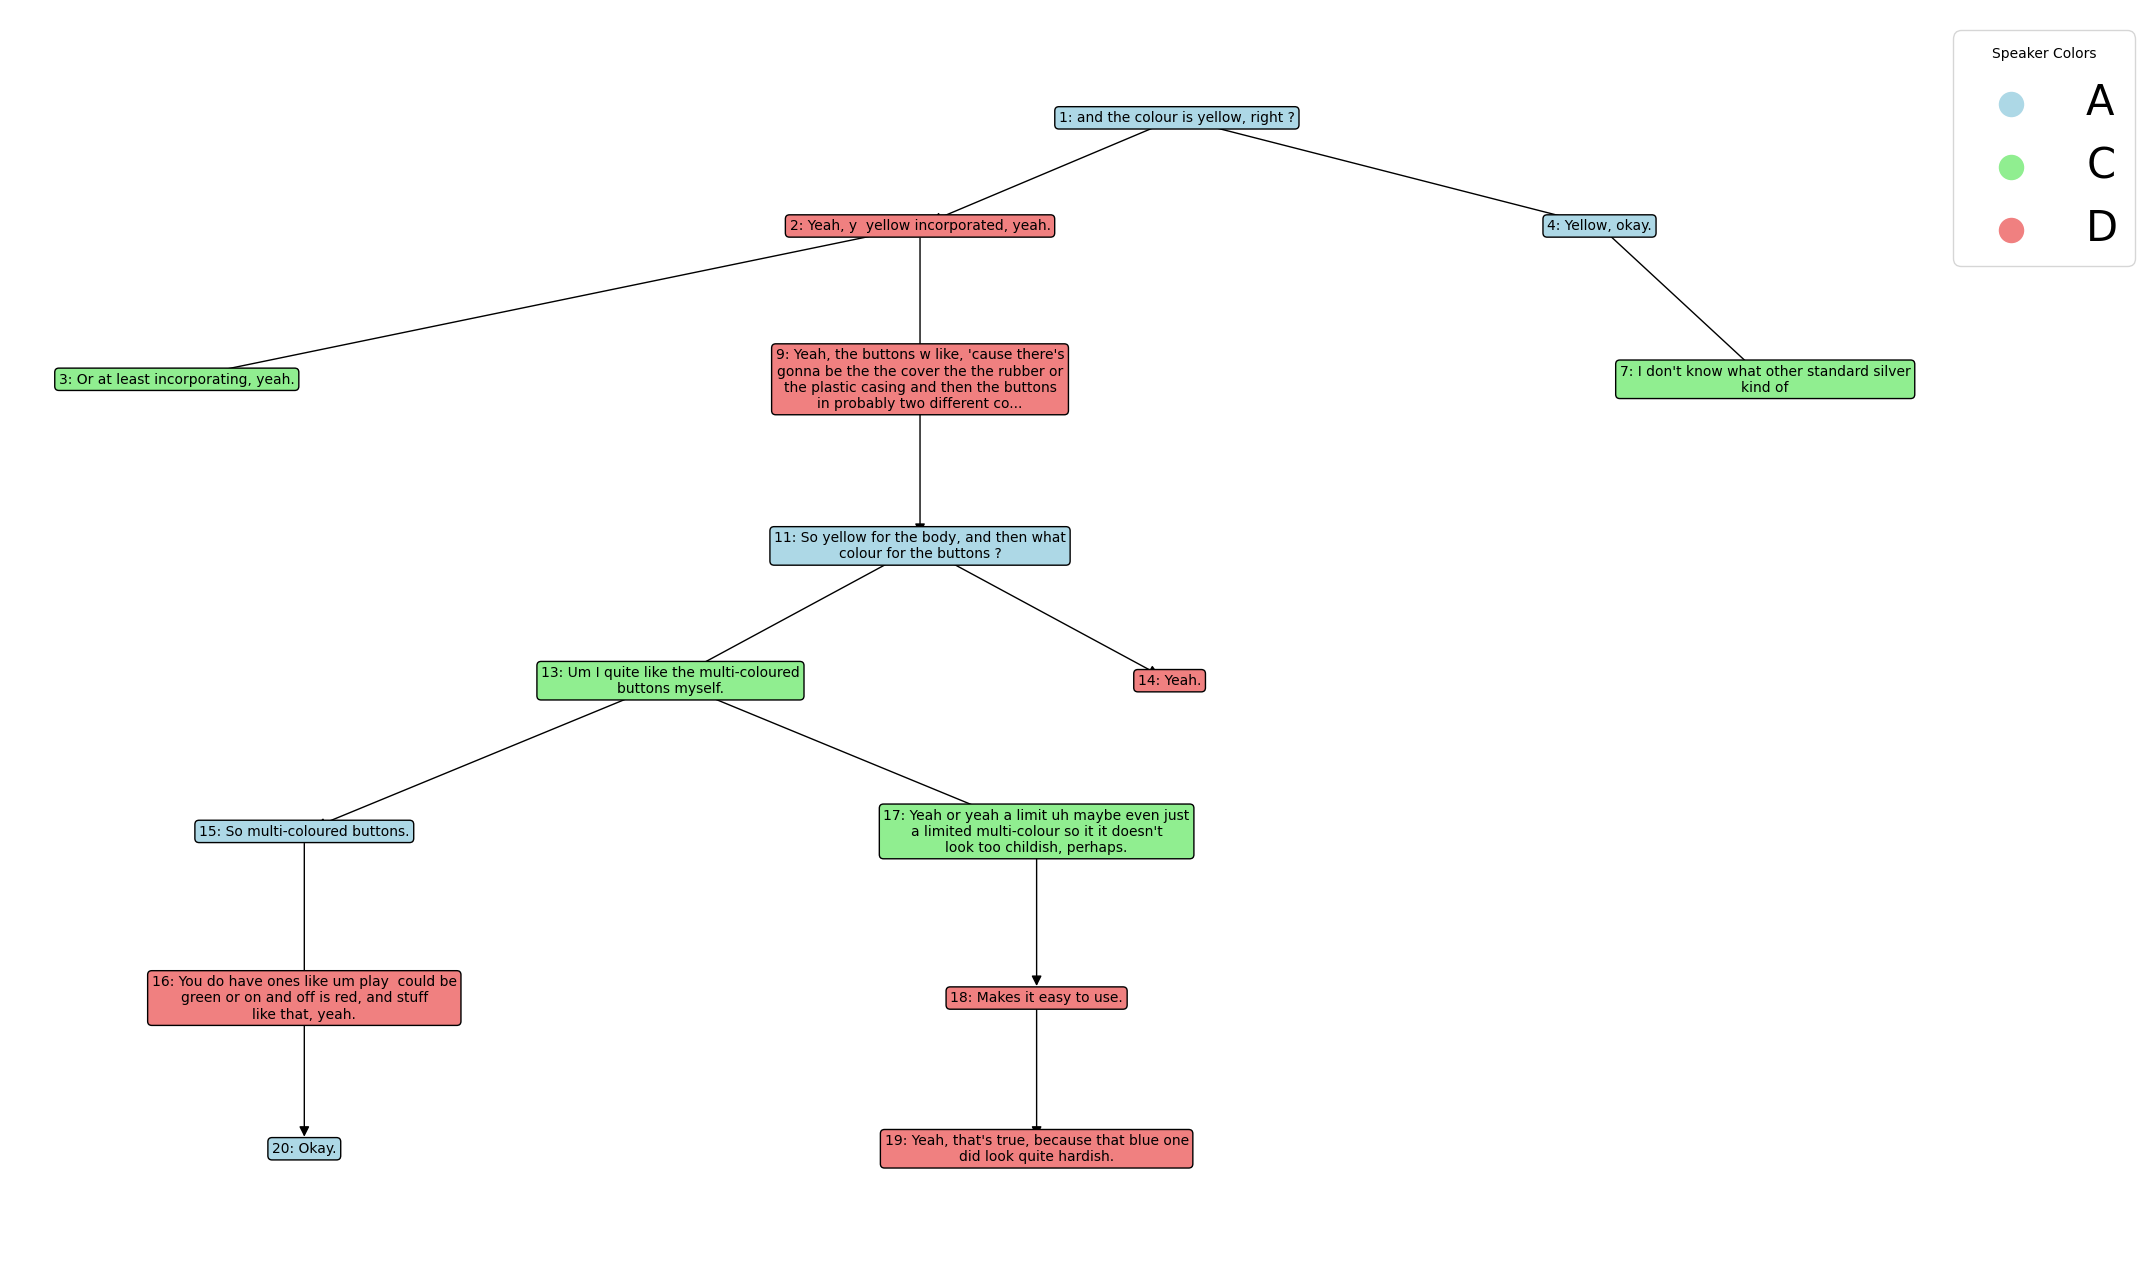 Speaker Colors
A
C
D
1: and the colour is yellow, right ?
2: Yeah, y  yellow incorporated, yeah.
4: Yellow, okay.
3: Or at least incorporating, yeah.
9: Yeah, the buttons w like, 'cause there's
gonna be the the cover the the rubber or
the plastic casing and then the buttons
in probably two different co...
7: I don't know what other standard silver
kind of
11: So yellow for the body, and then what
colour for the buttons ?
13: Um I quite like the multi-coloured
buttons myself.
14: Yeah.
15: So multi-coloured buttons.
17: Yeah or yeah a limit uh maybe even just
a limited multi-colour so it it doesn't
look too childish, perhaps.
16: You do have ones like um play  could be
green or on and off is red, and stuff
like that, yeah.
18: Makes it easy to use.
20: Okay.
19: Yeah, that's true, because that blue one
did look quite hardish.